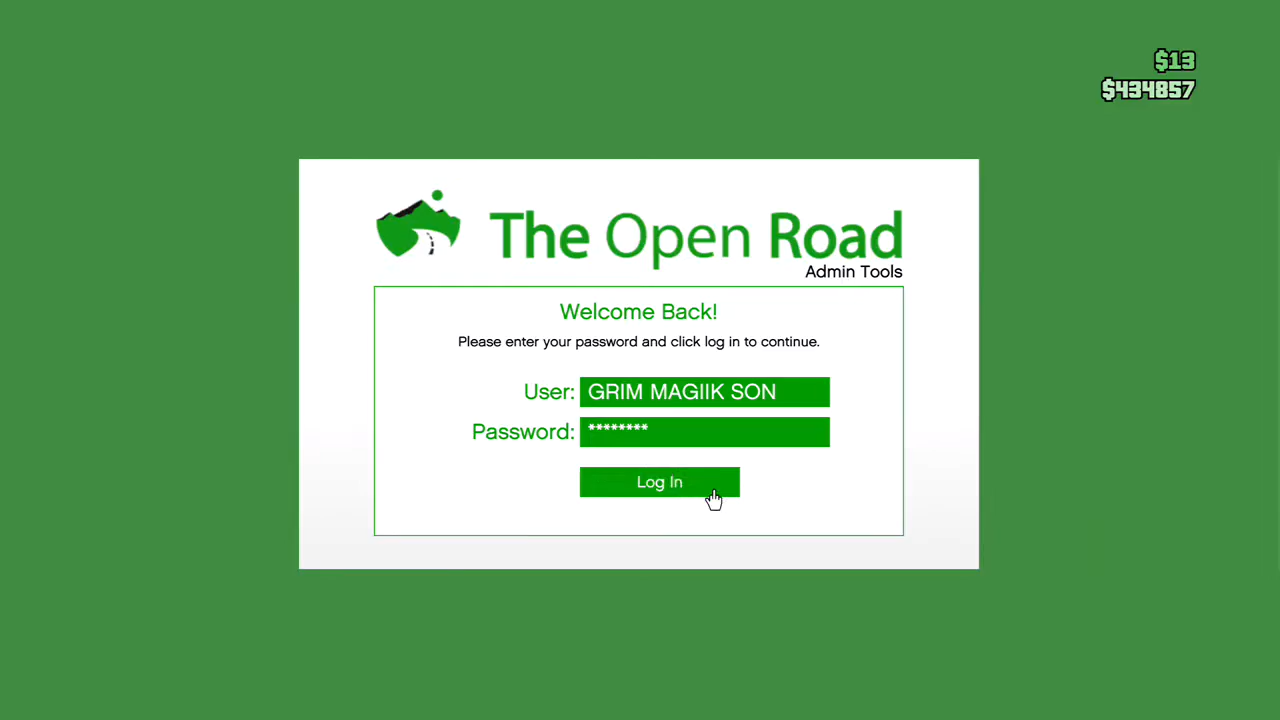 $13
$434857
The Open Road
Admin Tools
Welcome Back!
Please enter your password and click log in to continue.
User: GRIM MAGIIK SON
Password: ********
Log In